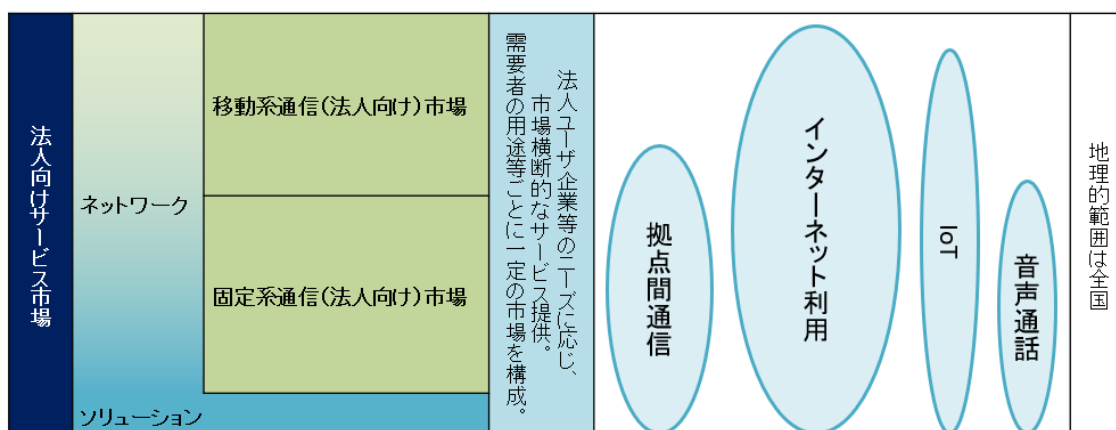 法人向けサービス市場
ネットワーク
ソリューション
移動系通信(法人向け)市場
固定系通信(法人向け)市場
法人ユーザ企業等のニーズに応じ、
市場横断的なサービス提供。
需要者の用途等ごとに一定の市場を構成。
拠点間通信
インターネット利用
IoT
音声通話
地理的範囲は全国